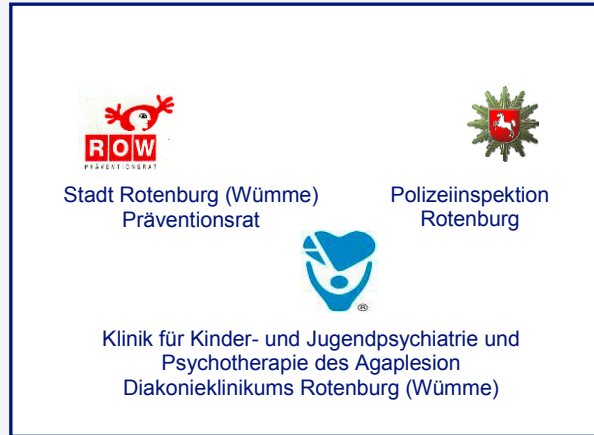 ROW
PRÄVENTIONSRAT
Stadt Rotenburg (Wümme)
Präventionsrat
Polizeiinspektion
Rotenburg
®
Klinik für Kinder- und Jugendpsychiatrie und
Psychotherapie des Agaplesion
Diakonieklinikums Rotenburg (Wümme)